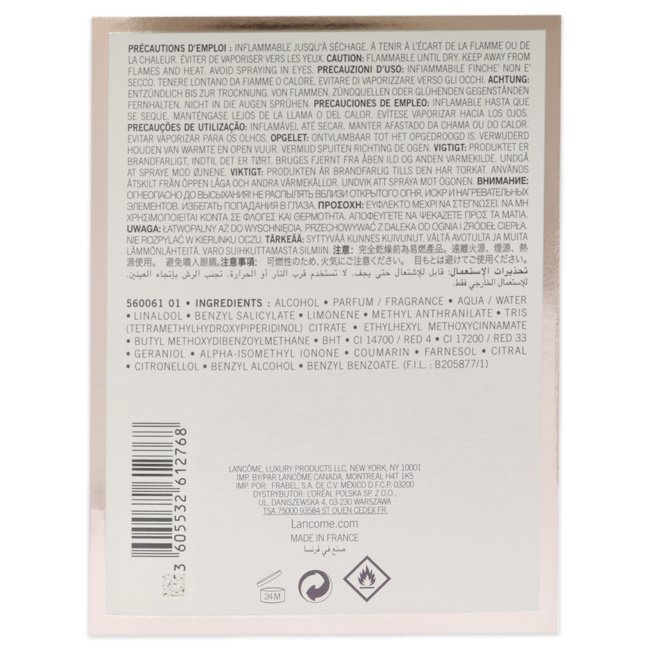 PRÉCAUTIONS D'EMPLOI : INFLAMMABLE JUSQU'À SÉCHAGE. À TENIR À L'ÉCART DE LA FLAMME OU DE
LA CHALEUR. ÉVITER DE VAPORISER VERS LES YEUX. CAUTION: FLAMMABLE UNTIL DRY. KEEP AWAY FROM
FLAMES AND HEAT. AVOID SPRAYING IN EYES. PRECAUZIONI D'USO: INFIAMMABILE FINCHE' NON E'
SECCO. TENERE LONTANO DA FIAMME O CALORE. EVITARE DI VAPORIZZARE VERSO GLI OCCHI. ACHTUNG:
ENTZÜNDLICH BIS ZUR TROCKNUNG. VON FLAMMEN, ZÜNDQUELLEN ODER GLÜHENDEN GEGENSTÄNDEN
FERNHALTEN. NICHT IN DIE AUGEN SPRÜHEN. PRECAUCIONES DE EMPLEO: INFLAMABLE HASTA QUE
SE SEQUE. MANTÉNGASE LEJOS DE LA LLAMA O DEL CALOR. EVÍTESE VAPORIZAR HACIA LOS OJOS.
PRECAUÇÕES DE UTILIZAÇÃO: INFLAMÁVEL ATÉ SECAR. MANTER AFASTADO DA CHAMA OU DO CALOR.
EVITAR VAPORIZAR PARA OS OLHOS. OPGELET: ONTVLAMBAAR TOT HET OPGEDROOGD IS. VERWIJDERD
HOUDEN VAN WARMTE EN OPEN VUUR. VERMIJD SPUITEN RICHTING DE OGEN. VIGTIGT: PRODUKTET ER
BRANDFARLIGT, INDTIL DET ER TØRT. BRUGES FJERNT FRA ÅBEN ILD OG ANDEN VARMEKILDE. UNDGÅ
AT SPRAYE MOD ØJNENE. VIKTIGT: PRODUKTEN ÄR BRANDFARLIG TILLS DEN HAR TORKAT. ANVÄNDS
ÅTSKILT FRÅN ÖPPEN LÅGA OCH ANDRA VÄRMEKÄLLOR. UNDVIK ATT SPRAYA MOT ÖGONEN. ВНИМАНИЕ:
ОГНЕОПАСНО ДО ВЫСЫХАНИЯ! НЕ РАСПЫЛЯТЬ ВБЛИЗИ ОТКРЫТОГО ОГНЯ, ИСКР И НАГРЕВАТЕЛЬНЫХ
ЭЛЕМЕНТОВ. ИЗБЕГАТЬ ПОПАДАНИЯ В ГЛАЗА. ΠΡΟΣΟΧΗ: ΕΥΦΛΕΚΤΟ ΜΕΧΡΙ ΝΑ ΣΤΕΓΝΩΣΕΙ. ΝΑ ΜΗ
ΧΡΗΣΙΜΟΠΟΙΕΙΤΑΙ ΚΟΝΤΑ ΣΕ ΦΛΟΓΕΣ ΚΑΙ ΘΕΡΜΟΤΗΤΑ. ΑΠΟΦΕΥΓΕΤΕ ΝΑ ΨΕΚΑΖΕΤΕ ΠΡΟΣ ΤΑ ΜΑΤΙΑ.
UWAGA: ŁATWOPALNY AŻ DO WYSCHNIĘCIA. PRZECHOWYWAĆ Z DALEKA OD OGNIA I ŹRÓDEŁ CIEPŁA.
NIE ROZPYLAĆ W KIERUNKU OCZU. TÄRKEÄÄ: SYTTYVÄÄ KUNNES KUIVUNUT. VÄLTÄ AVOTULTA JA MUITA
LÄMMÖNLÄHTEITÄ. VARO SUIHKUTTAMASTA SILMIIN. 注意：完全乾燥前為易燃產品。遠離火源、煙源、熱
源使用。避免噴入眼睛。注意事項：可燃性のため、火気にご注意ください。目もとは避けてご使用ください。
تحذيرات الإستعمال: قابل للإشتعال حتى يجف. لا تستخدم قرب النار أو الحرارة. تجنب الرش بإتجاه العينين.
للإستعمال الخارجي فقط.
560061 01 • INGREDIENTS : ALCOHOL • PARFUM / FRAGRANCE • AQUA / WATER
• LINALOOL • BENZYL SALICYLATE • LIMONENE • METHYL ANTHRANILATE • TRIS
(TETRAMETHYLHYDROXYPIPERIDINOL) CITRATE • ETHYLHEXYL METHOXYCINNAMATE
• BUTYL METHOXYDIBENZOYLMETHANE • BHT • CI 14700 / RED 4 • CI 17200 / RED 33
• GERANIOL • ALPHA-ISOMETHYL IONONE • COUMARIN • FARNESOL • CITRAL
• CITRONELLOL • BENZYL ALCOHOL • BENZYL BENZOATE. (F.I.L. : B205877/1)
3 605532 612768
LANCÔME, LUXURY PRODUCTS LLC, NEW YORK, NY 10001
IMP. BY/PAR LANCÔME CANADA, MONTREAL H4T 1K5
IMP. POR: FRABEL, S.A. DE C.V. MÉXICO D.F.C.P. 03200
DYSTRYBUTOR: L'ORÉAL POLSKA SP. Z O.O.,
UL. DANISZEWSKA 4, 03-230 WARSZAWA
TSA 75000 93584 ST OUEN CEDEX FR
Lancome.com
MADE IN FRANCE
صنع في فرنسا
24 M